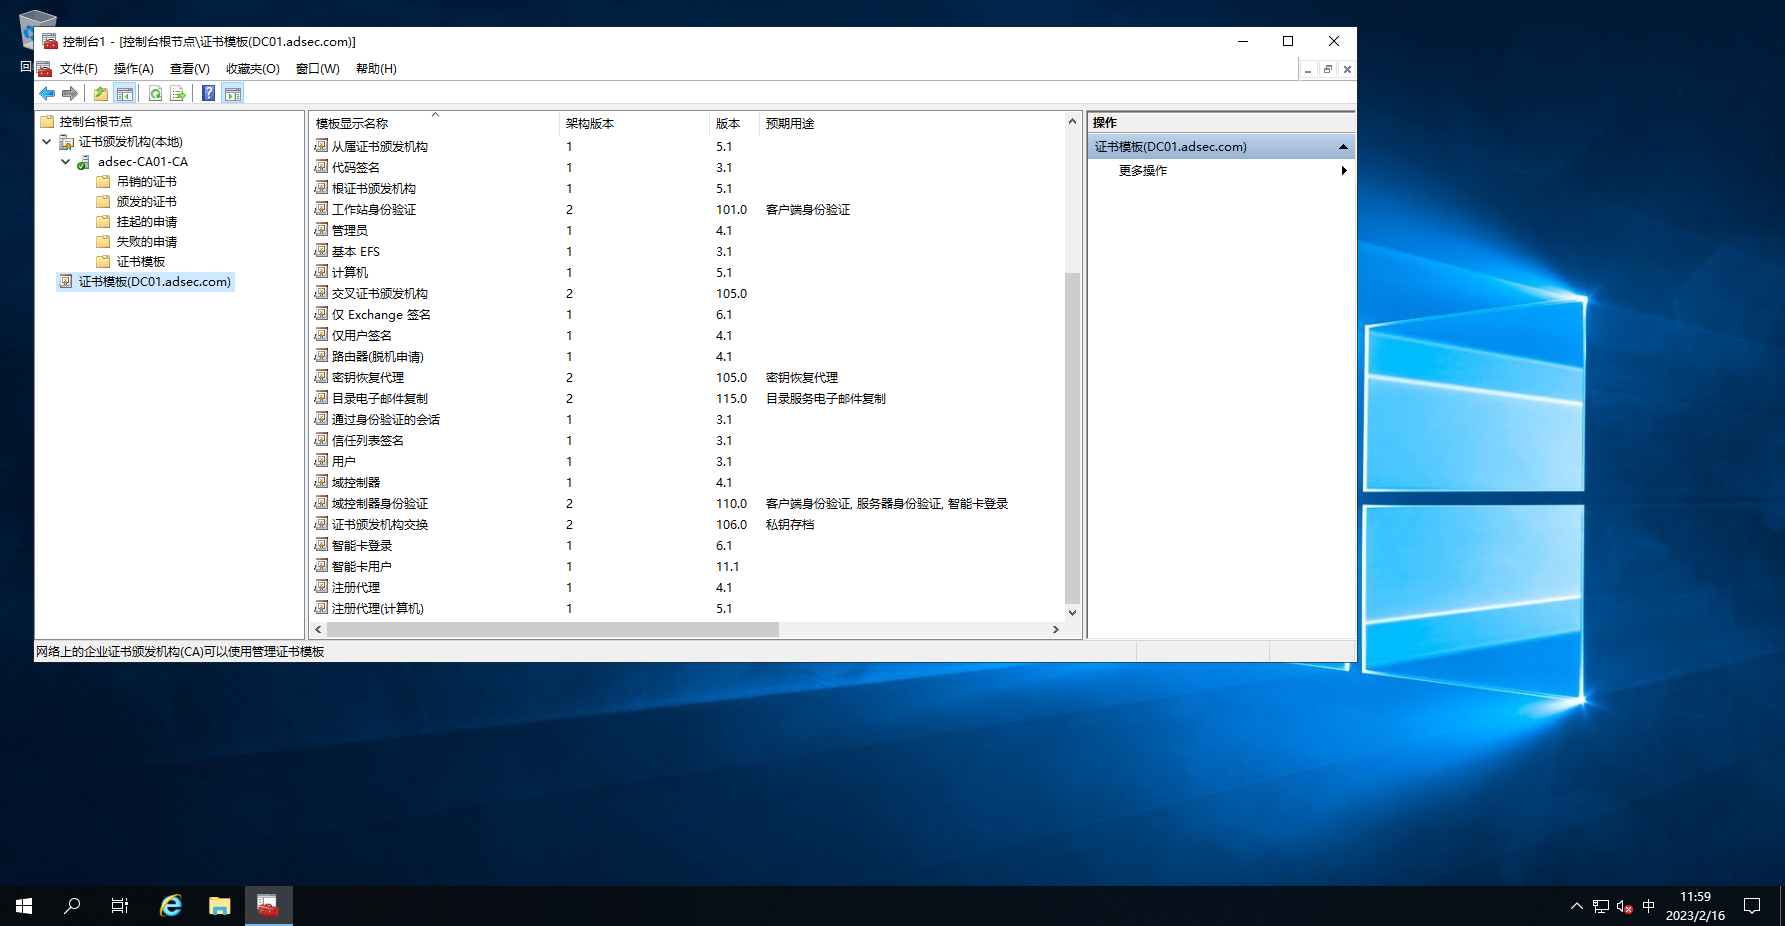 回
控制台1 - [控制台根节点\证书模板(DC01.adsec.com)]
文件(F) 操作(A) 查看(V) 收藏夹(O) 窗口(W) 帮助(H)
控制台根节点
证书颁发机构(本地)
adsec-CA01-CA
吊销的证书
颁发的证书
挂起的申请
失败的申请
证书模板
证书模板(DC01.adsec.com)
模板显示名称 架构版本 版本 预期用途
从属证书颁发机构 1 5.1
代码签名 1 3.1
根证书颁发机构 1 5.1
工作站身份验证 2 101.0 客户端身份验证
管理员 1 4.1
基本 EFS 1 3.1
计算机 1 5.1
交叉证书颁发机构 2 105.0
仅 Exchange 签名 1 6.1
仅用户签名 1 4.1
路由器(脱机申请) 1 4.1
密钥恢复代理 2 105.0 密钥恢复代理
目录电子邮件复制 2 115.0 目录服务电子邮件复制
通过身份验证的会话 1 3.1
信任列表签名 1 3.1
用户 1 3.1
域控制器 1 4.1
域控制器身份验证 2 110.0 客户端身份验证, 服务器身份验证, 智能卡登录
证书颁发机构交换 2 106.0 私钥存档
智能卡登录 1 6.1
智能卡用户 1 11.1
注册代理 1 4.1
注册代理(计算机) 1 5.1
操作
证书模板(DC01.adsec.com)
更多操作
网络上的企业证书颁发机构(CA)可以使用管理证书模板
中
11:59
2023/2/16